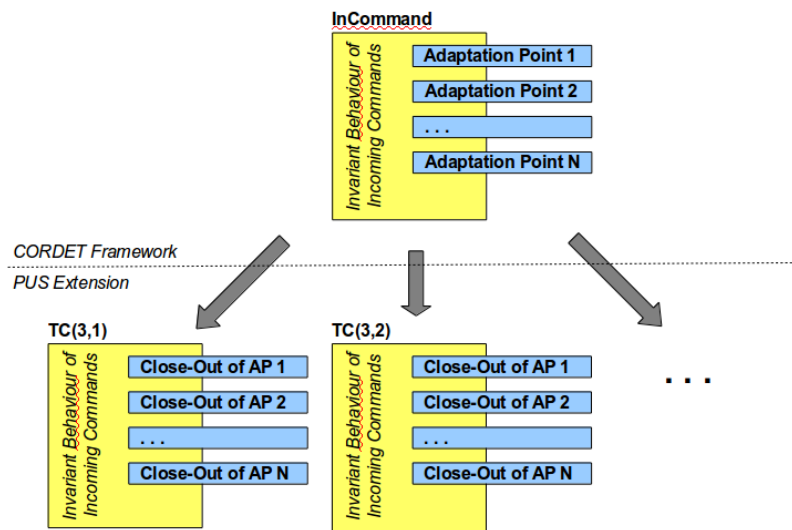 InCommand
Invariant Behaviour of
Incoming Commands
Adaptation Point 1
Adaptation Point 2
. . .
Adaptation Point N
CORDET Framework
PUS Extension
TC(3,1)
Invariant Behaviour of
Incoming Commands
Close-Out of AP 1
Close-Out of AP 2
. . .
Close-Out of AP N
TC(3,2)
Invariant Behaviour of
Incoming Commands
Close-Out of AP 1
Close-Out of AP 2
. . .
Close-Out of AP N
. . .